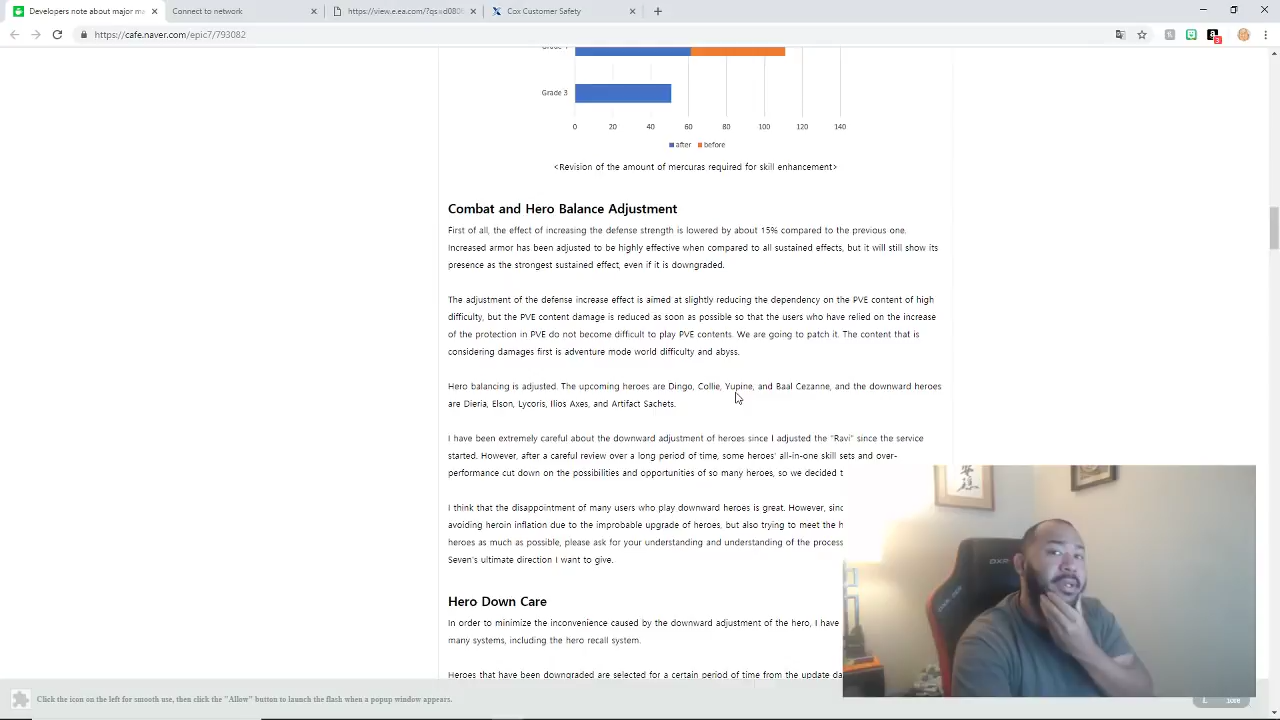 Developers note about major m
Connect to network
https://view.e.ea.com/?qs=d080
Cox Customer Safety
https://cafe.naver.com/epic7/793082
Grade 3
0 20 40 60 80 100 120 140
after before
<Revision of the amount of mercuras required for skill enhancement>
Combat and Hero Balance Adjustment
First of all, the effect of increasing the defense strength is lowered by about 15% compared to the previous one.
Increased armor has been adjusted to be highly effective when compared to all sustained effects, but it will still show its
presence as the strongest sustained effect, even if it is downgraded.
The adjustment of the defense increase effect is aimed at slightly reducing the dependency on the PVE content of high
difficulty, but the PVE content damage is reduced as soon as possible so that the users who have relied on the increase
of the protection in PVE do not become difficult to play PVE contents. We are going to patch it. The content that is
considering damages first is adventure mode world difficulty and abyss.
Hero balancing is adjusted. The upcoming heroes are Dingo, Collie, Yupine, and Baal Cezanne, and the downward heroes
are Dieria, Elson, Lycoris, Ilios Axes, and Artifact Sachets.
I have been extremely careful about the downward adjustment of heroes since I adjusted the "Ravi" since the service
started. However, after a careful review over a long period of time, some heroes' all-in-one skill sets and over-
performance cut down on the possibilities and opportunities of so many heroes, so we decided t
I think that the disappointment of many users who play downward heroes is great. However, sinc
avoiding heroin inflation due to the improbable upgrade of heroes, but also trying to meet the h
heroes as much as possible, please ask for your understanding and understanding of the process
Seven's ultimate direction I want to give.
Hero Down Care
In order to minimize the inconvenience caused by the downward adjustment of the hero, I have
many systems, including the hero recall system.
Heroes that have been downgraded are selected for a certain period of time from the update da
Click the icon on the left for smooth use, then click the "Allow" button to launch the flash when a popup window appears.